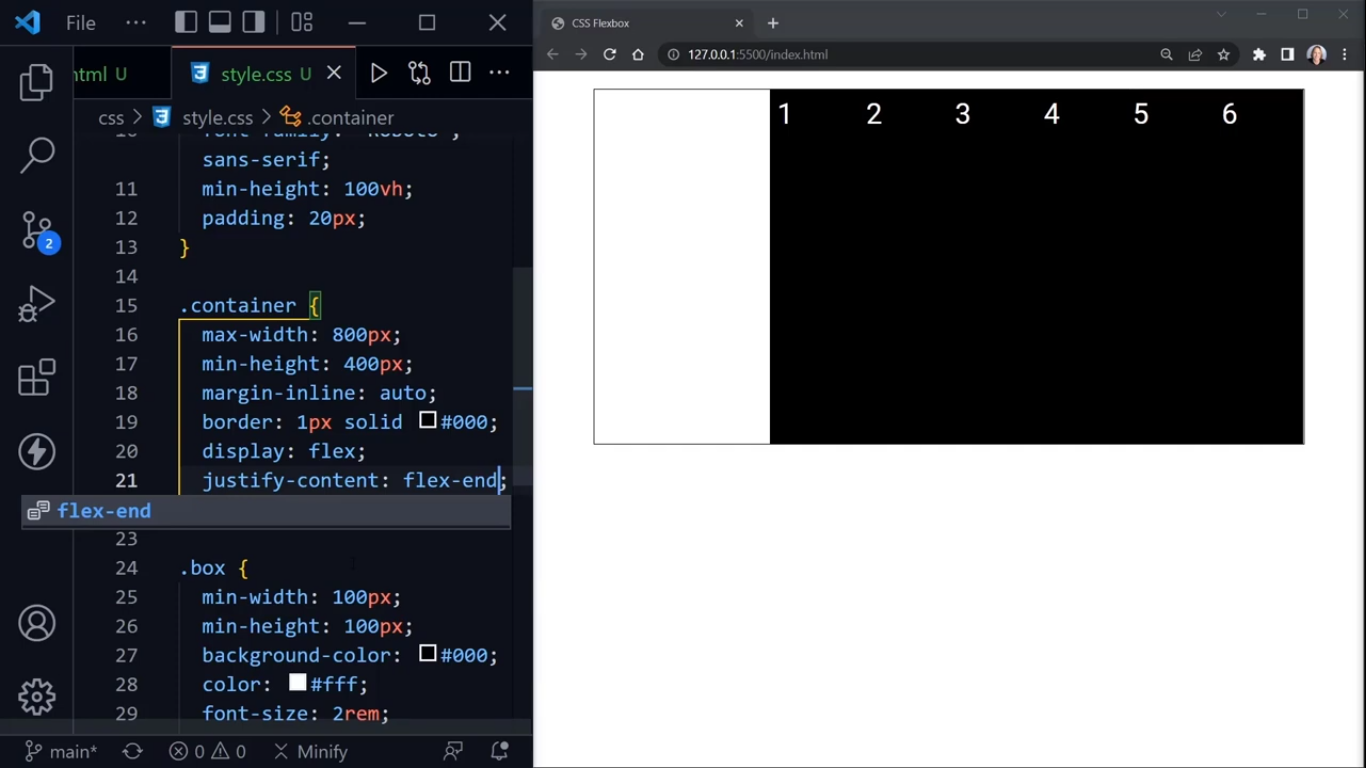 File ...
CSS Flexbox
127.0.0.1:5500/index.html
html U
style.css U
css > style.css > .container
10 font-family: 'Roboto',
sans-serif;
11 min-height: 100vh;
12 padding: 20px;
13 }
14
15 .container {
16 max-width: 800px;
17 min-height: 400px;
18 margin-inline: auto;
19 border: 1px solid #000;
20 display: flex;
21 justify-content: flex-end;
flex-end
23
24 .box {
25 min-width: 100px;
26 min-height: 100px;
27 background-color: #000;
28 color: #fff;
29 font-size: 2rem;
2
main* 0 0 Minify
1 2 3 4 5 6